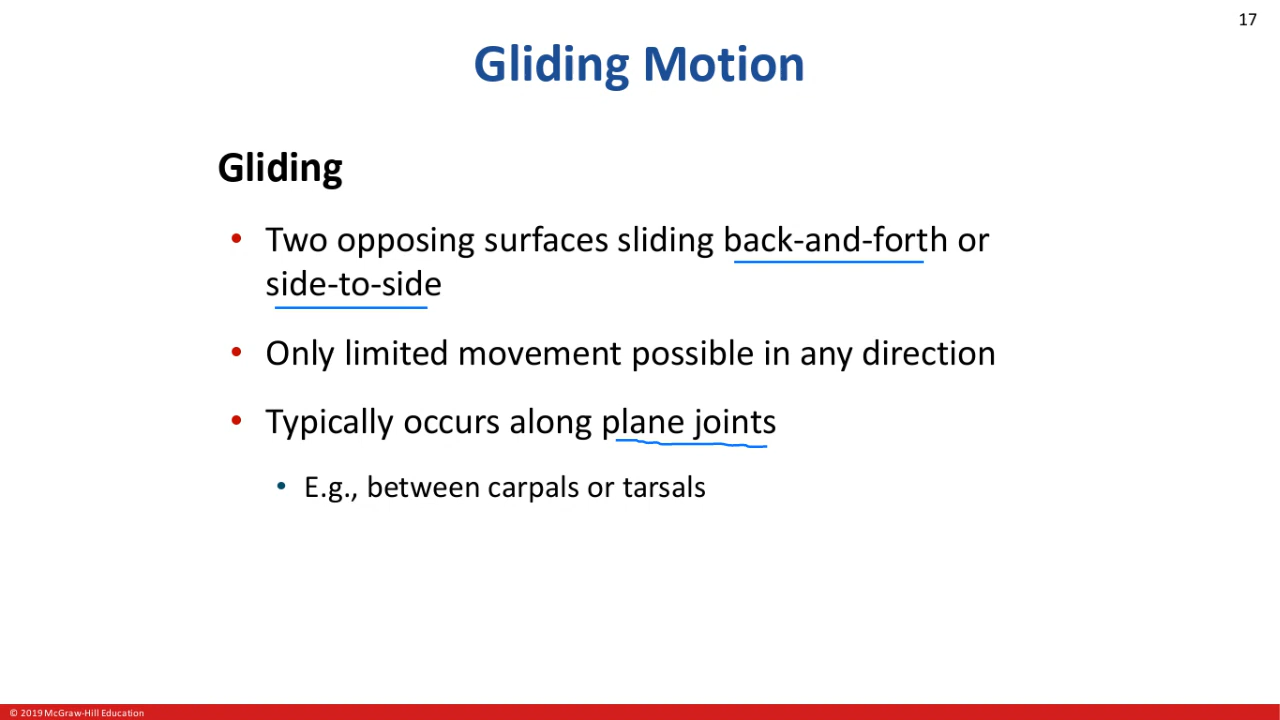 17
Gliding Motion
Gliding
• Two opposing surfaces sliding back-and-forth or
side-to-side
• Only limited movement possible in any direction
• Typically occurs along plane joints
• E.g., between carpals or tarsals
© 2019 McGraw-Hill Education